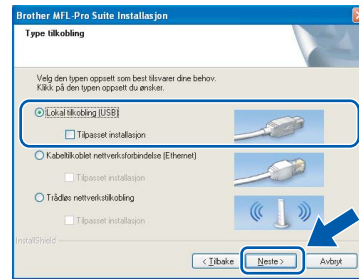 Brother MFL-Pro Suite Installasjon
Type tilkobling
Velg den typen oppsett som best tilsvarer dine behov.
Klikk på den typen oppsett du ønsker.
Lokal tilkobling (USB)
Tilpasset installasjon
Kabeltilkoblet nettverksforbindelse (Ethernet)
Tilpasset installasjon
Trådløs nettverkstilkobling
Tilpasset installasjon
InstallShield
< Tilbake
Neste >
Avbryt